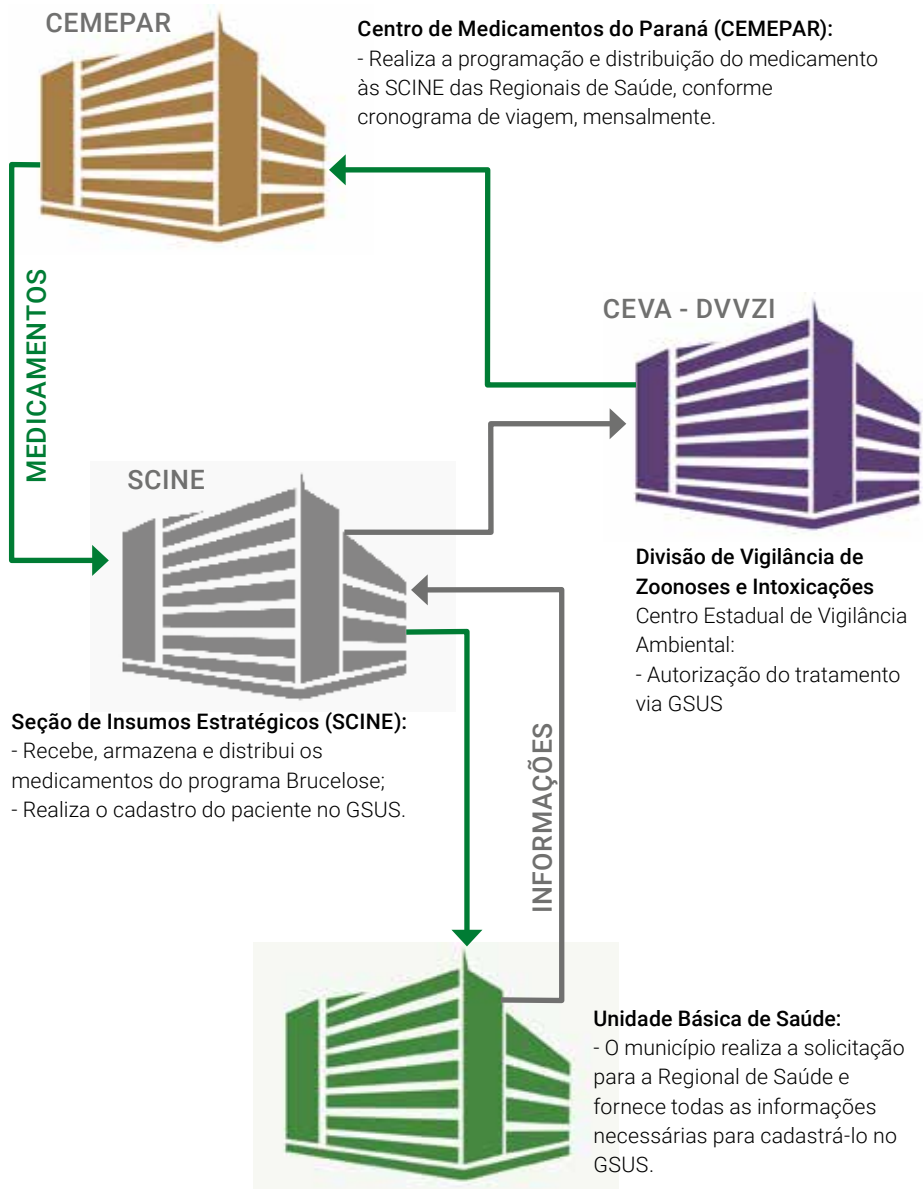 CEMEPAR
Centro de Medicamentos do Paraná (CEMEPAR):
- Realiza a programação e distribuição do medicamento
às SCINE das Regionais de Saúde, conforme
cronograma de viagem, mensalmente.
MEDICAMENTOS
CEVA - DVVZI
SCINE
Divisão de Vigilância de
Zoonoses e Intoxicações
Centro Estadual de Vigilância
Ambiental:
- Autorização do tratamento
via GSUS
Seção de Insumos Estratégicos (SCINE):
- Recebe, armazena e distribui os
medicamentos do programa Brucelose;
- Realiza o cadastro do paciente no GSUS.
INFORMAÇÕES
Unidade Básica de Saúde:
- O município realiza a solicitação
para a Regional de Saúde e
fornece todas as informações
necessárias para cadastrá-lo no
GSUS.